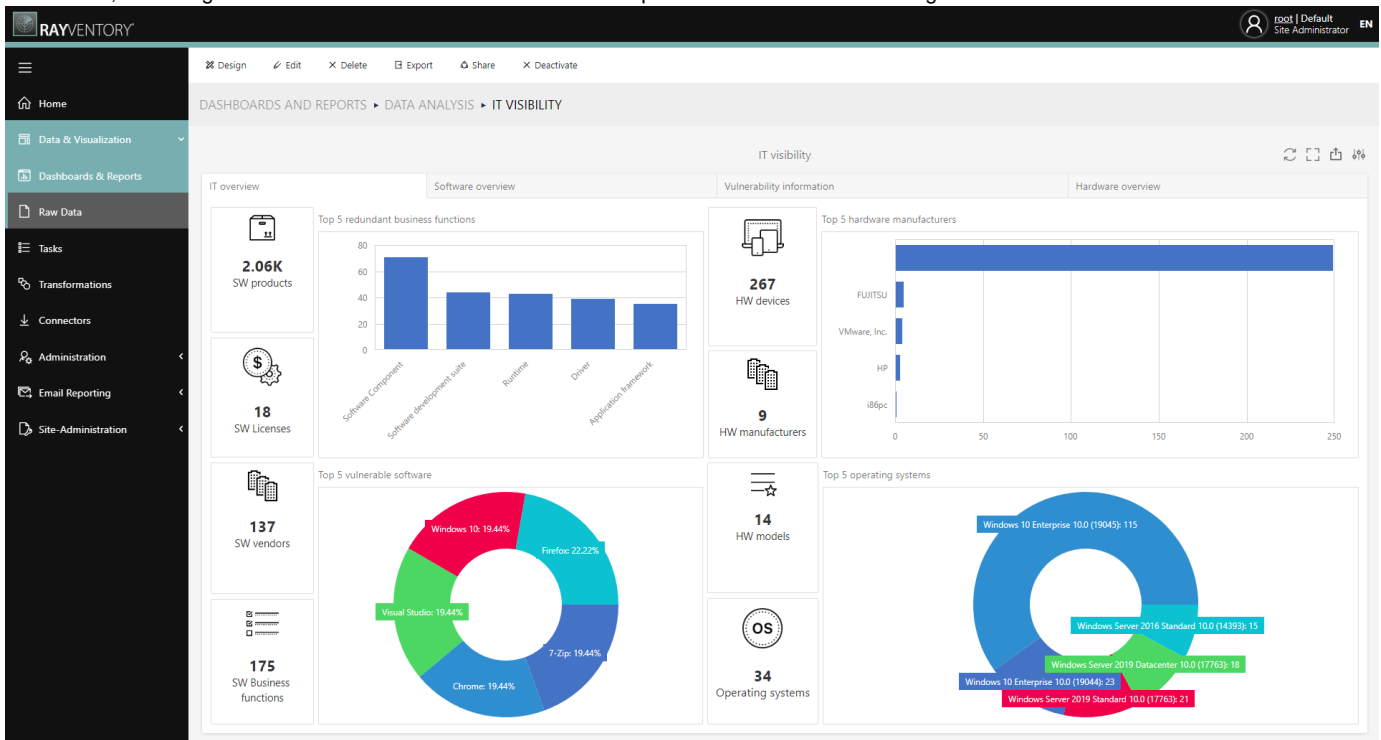 RAYVENTORY
root | Default
Site Administrator
EN
Design
Edit
Delete
Export
Share
Deactivate
Home
DASHBOARDS AND REPORTS ▸ DATA ANALYSIS ▸ IT VISIBILITY
Data & Visualization
IT visibility
Dashboards & Reports
IT overview
Software overview
Vulnerability information
Hardware overview
Raw Data
Tasks
Transformations
Connectors
Administration
Email Reporting
Site-Administration
2.06K
SW products
Top 5 redundant business functions
80
60
40
20
0
Software Component
Software development suite
Runtime
Driver
Application framework
267
HW devices
Top 5 hardware manufacturers
FUJITSU
VMware, Inc.
HP
i86pc
0
50
100
150
200
250
18
SW Licenses
9
HW manufacturers
137
SW vendors
Top 5 vulnerable software
Windows 10: 19.44%
Firefox: 22.22%
Visual Studio: 19.44%
7-Zip: 19.44%
Chrome: 19.44%
14
HW models
Top 5 operating systems
Windows 10 Enterprise 10.0 (19045): 115
Windows Server 2016 Standard 10.0 (14393): 15
Windows Server 2019 Datacenter 10.0 (17763): 18
Windows 10 Enterprise 10.0 (19044): 23
Windows Server 2019 Standard 10.0 (17763): 21
175
SW Business
functions
OS
34
Operating systems